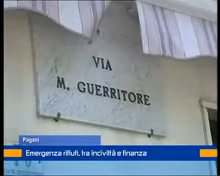 VIA
M. GUERRITORE
Pagani
Emergenza rifiuti, tra inciviltà e finanza